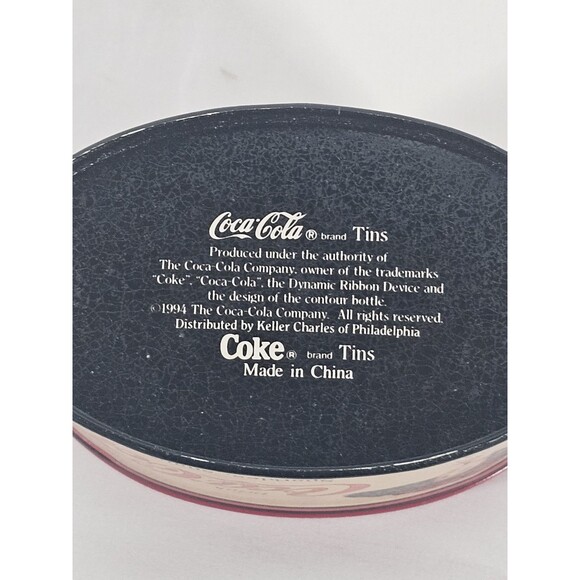 Coca-Cola® brand Tins
Produced under the authority of
The Coca-Cola Company, owner of the trademarks
"Coke", "Coca-Cola", the Dynamic Ribbon Device and
the design of the contour bottle.
©1994 The Coca-Cola Company. All rights reserved.
Distributed by Keller Charles of Philadelphia
Coke® brand Tins
Made in China